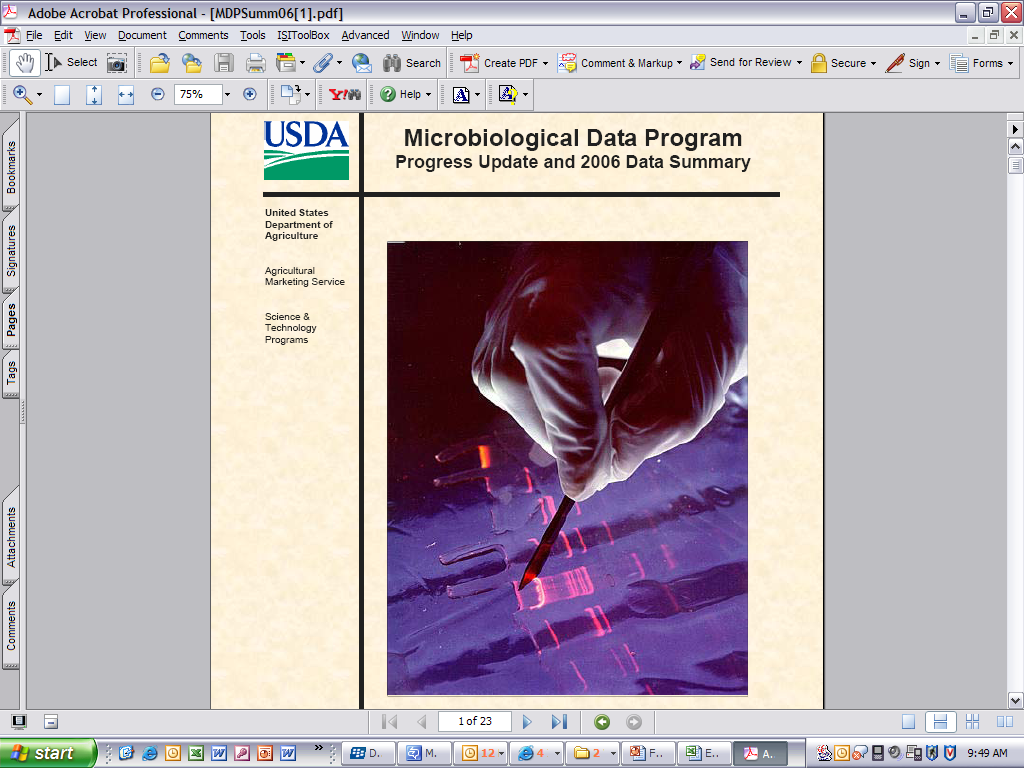 Adobe Acrobat Professional - [MDPSumm06[1].pdf]
File Edit View Document Comments Tools ISIToolBox Advanced Window Help
Select Search Create PDF Comment & Markup Send for Review Secure Sign Forms
75% Y! Help A
Bookmarks
Signatures
Pages
Tags
Attachments
Comments
USDA
Microbiological Data Program
Progress Update and 2006 Data Summary
United States
Department of
Agriculture
Agricultural
Marketing Service
Science &
Technology
Programs
1 of 23
start » D. M. 12 4 2 F... E... A. 9:49 AM